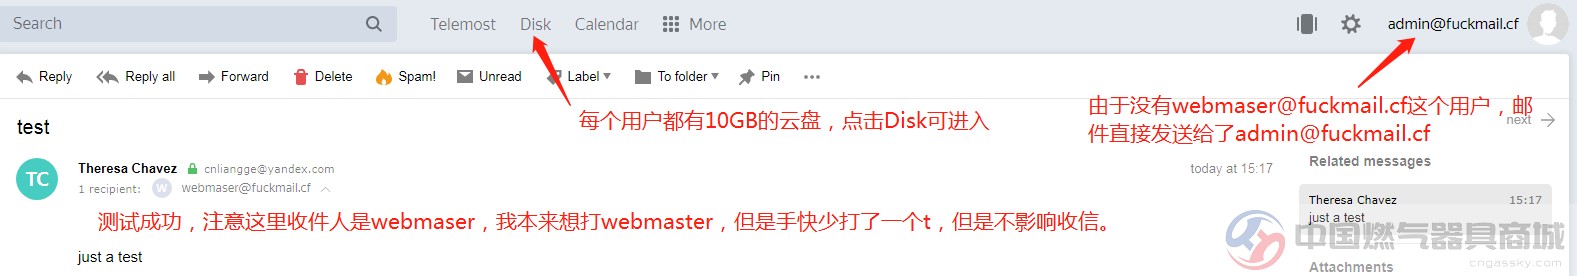 Search
Telemost
Disk
Calendar
More
admin@fuckmail.cf
Reply
Reply all
Forward
Delete
Spam!
Unread
Label
To folder
Pin
每个用户都有10GB的云盘，点击Disk可进入
由于没有webmaser@fuckmail.cf这个用户，邮
件直接发送给了admin@fuckmail.cf
test
next
Theresa Chavez
cnliangge@yandex.com
today at 15:17
Related messages
TC
1 recipient:
W
webmaser@fuckmail.cf
测试成功，注意这里收件人是webmaser，我本来想打webmaster，但是手快少打了一个t，但是不影响收信。
Theresa Chavez
15:17
just a test
just a test
中国燃气器具商城
cngassky.com
Attachments